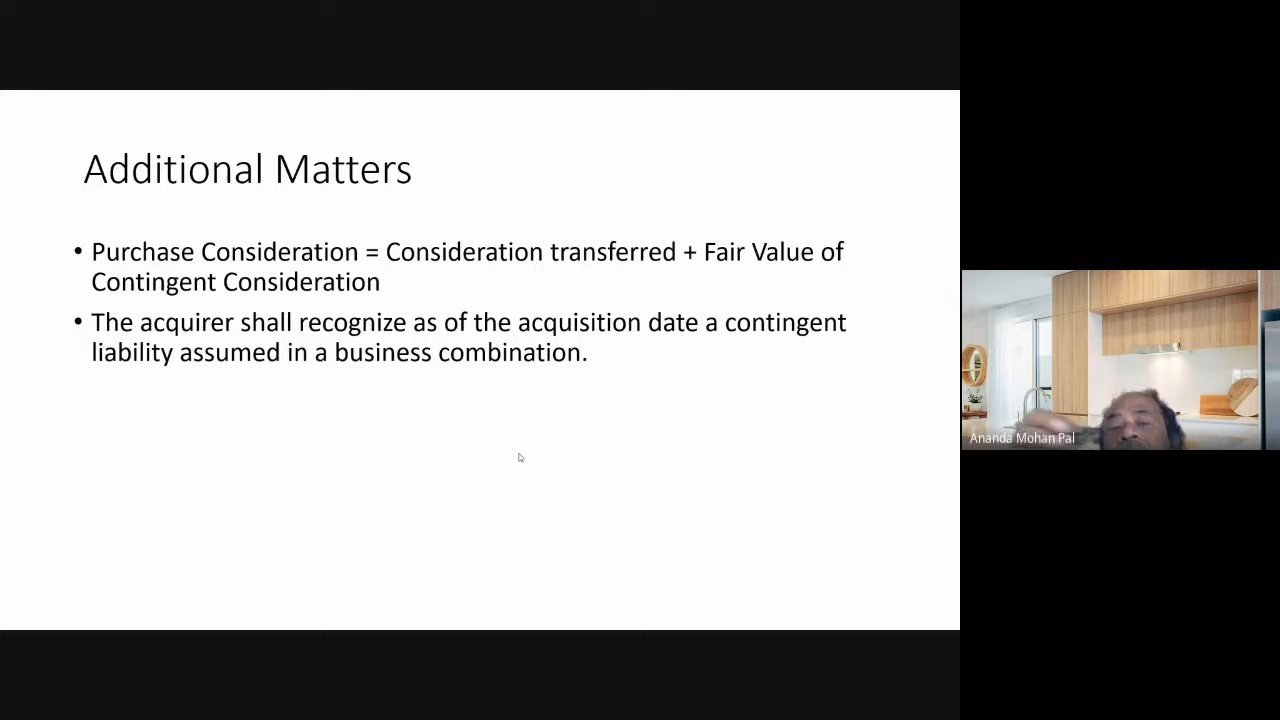 Additional Matters
• Purchase Consideration = Consideration transferred + Fair Value of
Contingent Consideration
• The acquirer shall recognize as of the acquisition date a contingent
liability assumed in a business combination.
Ananda Mohan Pal